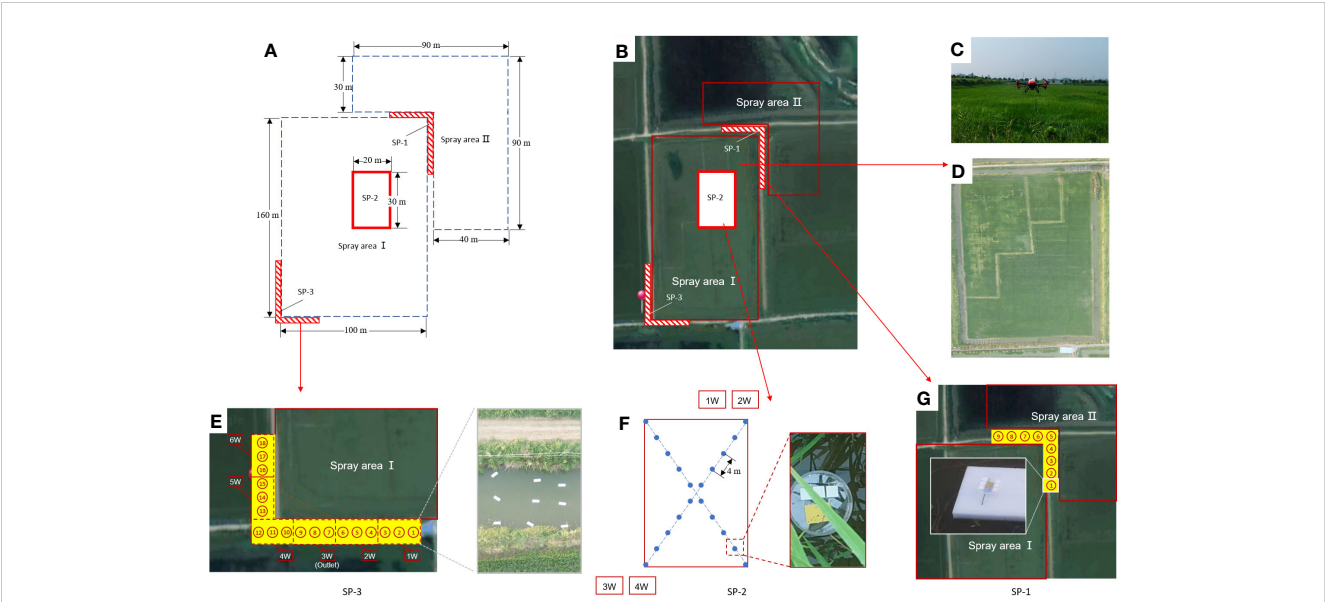 A
90 m
30 m
SP-1
Spray area Ⅱ
90 m
20 m
SP-2
30 m
160 m
Spray area Ⅰ
40 m
SP-3
100 m
B
Spray area Ⅱ
SP-1
SP-2
Spray area Ⅰ
SP-3
C
D
E
6W
5W
18
17
16
15
14
13
Spray area Ⅰ
12 11 10 9 8 7 6 5 4 3 2 1
4W 3W 2W 1W
(Outlet)
SP-3
F
1W 2W
4 m
3W 4W
SP-2
G
Spray area Ⅱ
9 8 7 6 5
4
3
2
1
Spray area Ⅰ
SP-1